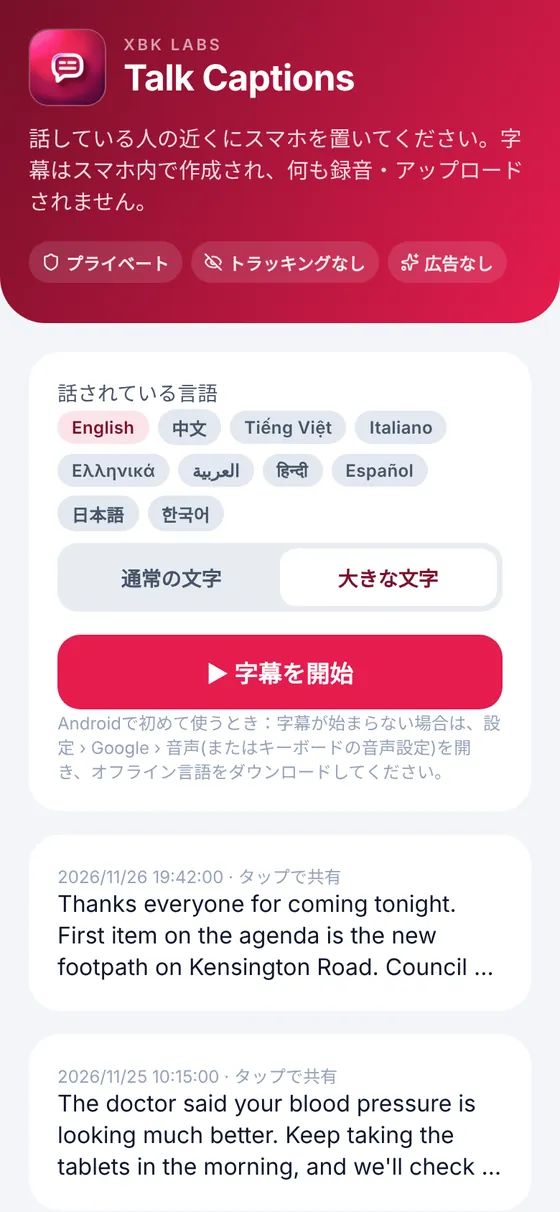 XBK LABS
Talk Captions
話している人の近くにスマホを置いてください。字
幕はスマホ内で作成され、何も録音・アップロード
されません。
プライベート トラッキングなし 広告なし
話されている言語
English 中文 Tiếng Việt Italiano
Ελληνικά العربية हिन्दी Español
日本語 한국어
通常の文字 大きな文字
▶ 字幕を開始
Androidで初めて使うとき：字幕が始まらない場合は、設
定 › Google › 音声(またはキーボードの音声設定)を開
き、オフライン言語をダウンロードしてください。
2026/11/26 19:42:00 · タップで共有
Thanks everyone for coming tonight.
First item on the agenda is the new
footpath on Kensington Road. Council ...
2026/11/25 10:15:00 · タップで共有
The doctor said your blood pressure is
looking much better. Keep taking the
tablets in the morning, and we'll check ...